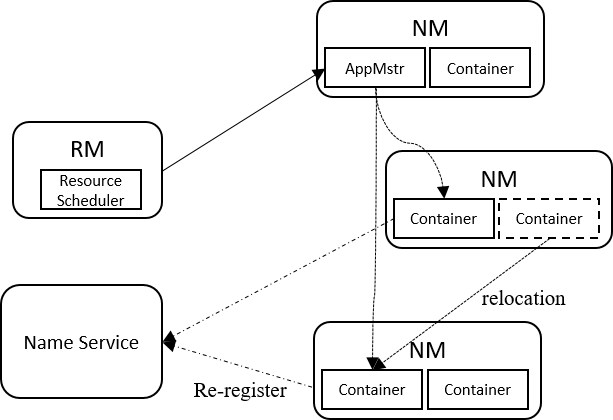 NM
AppMstr
Container
RM
Resource
Scheduler
NM
Container
Container
relocation
Name Service
NM
Re-register
Container
Container